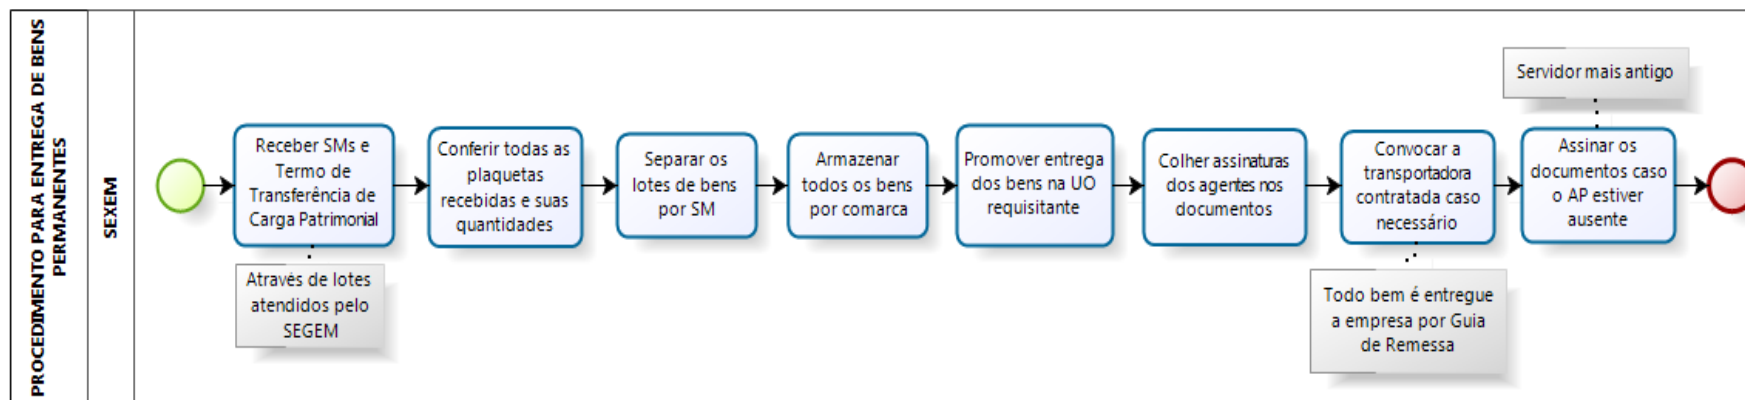 PROCEDIMENTO PARA ENTREGA DE BENS
PERMANENTES
SEXEM
Receber SMs e
Termo de
Transferência de
Carga Patrimonial
Através de lotes
atendidos pelo
SEGEM
Conferir todas as
plaquetas
recebidas e suas
quantidades
Separar os
lotes de bens
por SM
Armazenar
todos os bens
por comarca
Promover entrega
dos bens na UO
requisitante
Colher assinaturas
dos agentes nos
documentos
Convocar a
transportadora
contratada caso
necessário
Todo bem é entregue
a empresa por Guia
de Remessa
Servidor mais antigo
Assinar os
documentos caso
o AP estiver
ausente